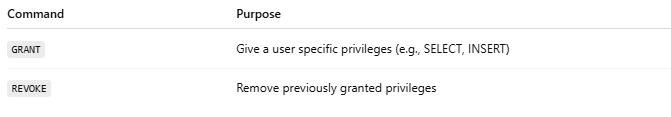 Command Purpose
GRANT Give a user specific privileges (e.g., SELECT, INSERT)
REVOKE Remove previously granted privileges